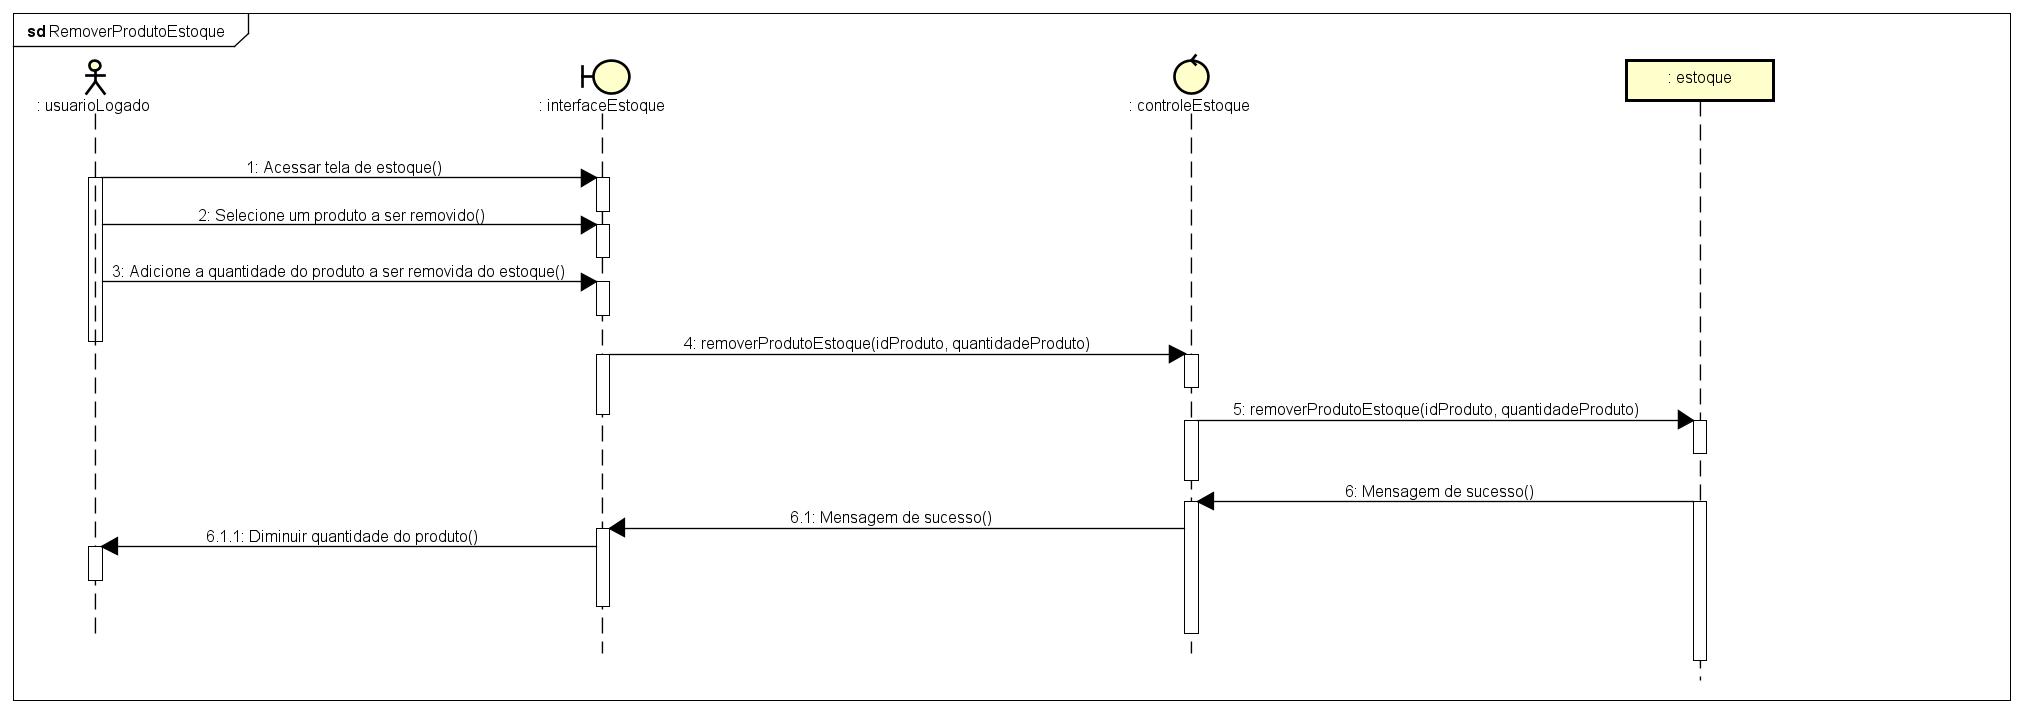 sd RemoverProdutoEstoque
: usuarioLogado
: interfaceEstoque
: controleEstoque
: estoque
1: Acessar tela de estoque()
2: Selecione um produto a ser removido()
3: Adicione a quantidade do produto a ser removida do estoque()
4: removerProdutoEstoque(idProduto, quantidadeProduto)
5: removerProdutoEstoque(idProduto, quantidadeProduto)
6: Mensagem de sucesso()
6.1: Mensagem de sucesso()
6.1.1: Diminuir quantidade do produto()